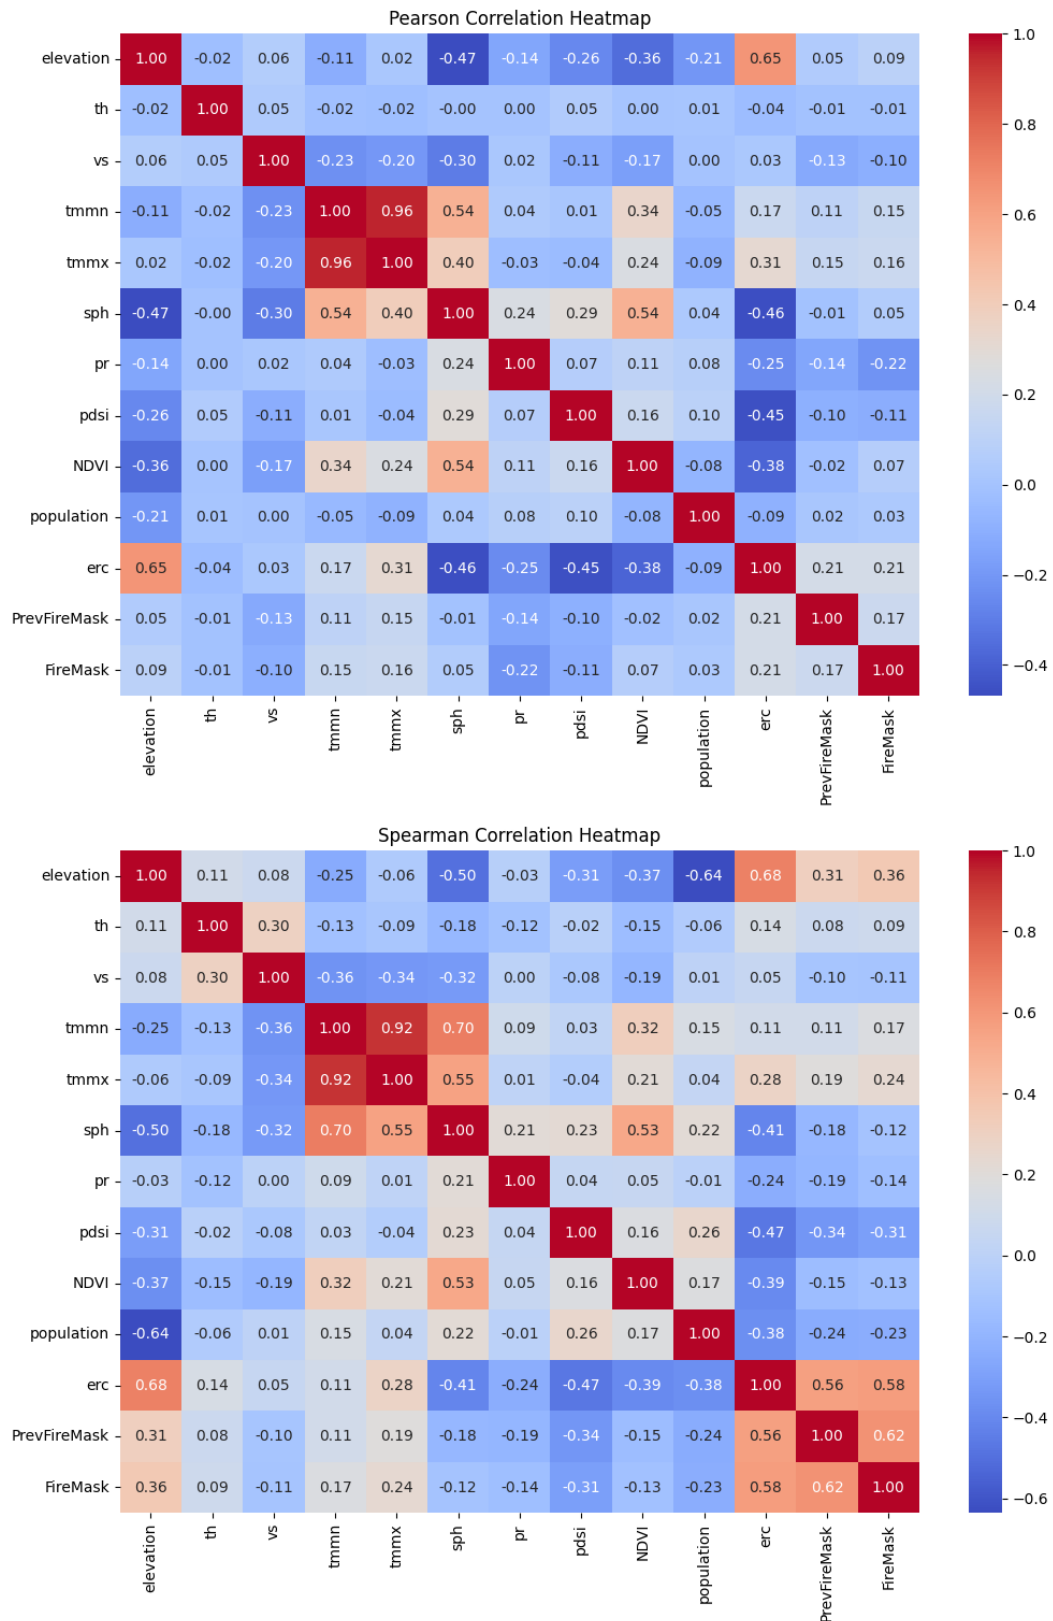 Pearson Correlation Heatmap
elevation 1.00 -0.02 0.06 -0.11 0.02 -0.47 -0.14 -0.26 -0.36 -0.21 0.65 0.05 0.09
th -0.02 1.00 0.05 -0.02 -0.02 -0.00 0.00 0.05 0.00 0.01 -0.04 -0.01 -0.01
vs 0.06 0.05 1.00 -0.23 -0.20 -0.30 0.02 -0.11 -0.17 0.00 0.03 -0.13 -0.10
tmmn -0.11 -0.02 -0.23 1.00 0.96 0.54 0.04 0.01 0.34 -0.05 0.17 0.11 0.15
tmmx 0.02 -0.02 -0.20 0.96 1.00 0.40 -0.03 -0.04 0.24 -0.09 0.31 0.15 0.16
sph -0.47 -0.00 -0.30 0.54 0.40 1.00 0.24 0.29 0.54 0.04 -0.46 -0.01 0.05
pr -0.14 0.00 0.02 0.04 -0.03 0.24 1.00 0.07 0.11 0.08 -0.25 -0.14 -0.22
pdsi -0.26 0.05 -0.11 0.01 -0.04 0.29 0.07 1.00 0.16 0.10 -0.45 -0.10 -0.11
NDVI -0.36 0.00 -0.17 0.34 0.24 0.54 0.11 0.16 1.00 -0.08 -0.38 -0.02 0.07
population -0.21 0.01 0.00 -0.05 -0.09 0.04 0.08 0.10 -0.08 1.00 -0.09 0.02 0.03
erc 0.65 -0.04 0.03 0.17 0.31 -0.46 -0.25 -0.45 -0.38 -0.09 1.00 0.21 0.21
PrevFireMask 0.05 -0.01 -0.13 0.11 0.15 -0.01 -0.14 -0.10 -0.02 0.02 0.21 1.00 0.17
FireMask 0.09 -0.01 -0.10 0.15 0.16 0.05 -0.22 -0.11 0.07 0.03 0.21 0.17 1.00
elevation th vs tmmn tmmx sph pr pdsi NDVI population erc PrevFireMask FireMask
1.0
0.8
0.6
0.4
0.2
0.0
−0.2
−0.4
Spearman Correlation Heatmap
elevation 1.00 0.11 0.08 -0.25 -0.06 -0.50 -0.03 -0.31 -0.37 -0.64 0.68 0.31 0.36
th 0.11 1.00 0.30 -0.13 -0.09 -0.18 -0.12 -0.02 -0.15 -0.06 0.14 0.08 0.09
vs 0.08 0.30 1.00 -0.36 -0.34 -0.32 0.00 -0.08 -0.19 0.01 0.05 -0.10 -0.11
tmmn -0.25 -0.13 -0.36 1.00 0.92 0.70 0.09 0.03 0.32 0.15 0.11 0.11 0.17
tmmx -0.06 -0.09 -0.34 0.92 1.00 0.55 0.01 -0.04 0.21 0.04 0.28 0.19 0.24
sph -0.50 -0.18 -0.32 0.70 0.55 1.00 0.21 0.23 0.53 0.22 -0.41 -0.18 -0.12
pr -0.03 -0.12 0.00 0.09 0.01 0.21 1.00 0.04 0.05 -0.01 -0.24 -0.19 -0.14
pdsi -0.31 -0.02 -0.08 0.03 -0.04 0.23 0.04 1.00 0.16 0.26 -0.47 -0.34 -0.31
NDVI -0.37 -0.15 -0.19 0.32 0.21 0.53 0.05 0.16 1.00 0.17 -0.39 -0.15 -0.13
population -0.64 -0.06 0.01 0.15 0.04 0.22 -0.01 0.26 0.17 1.00 -0.38 -0.24 -0.23
erc 0.68 0.14 0.05 0.11 0.28 -0.41 -0.24 -0.47 -0.39 -0.38 1.00 0.56 0.58
PrevFireMask 0.31 0.08 -0.10 0.11 0.19 -0.18 -0.19 -0.34 -0.15 -0.24 0.56 1.00 0.62
FireMask 0.36 0.09 -0.11 0.17 0.24 -0.12 -0.14 -0.31 -0.13 -0.23 0.58 0.62 1.00
elevation th vs tmmn tmmx sph pr pdsi NDVI population erc PrevFireMask FireMask
1.0
0.8
0.6
0.4
0.2
0.0
−0.2
−0.4
−0.6